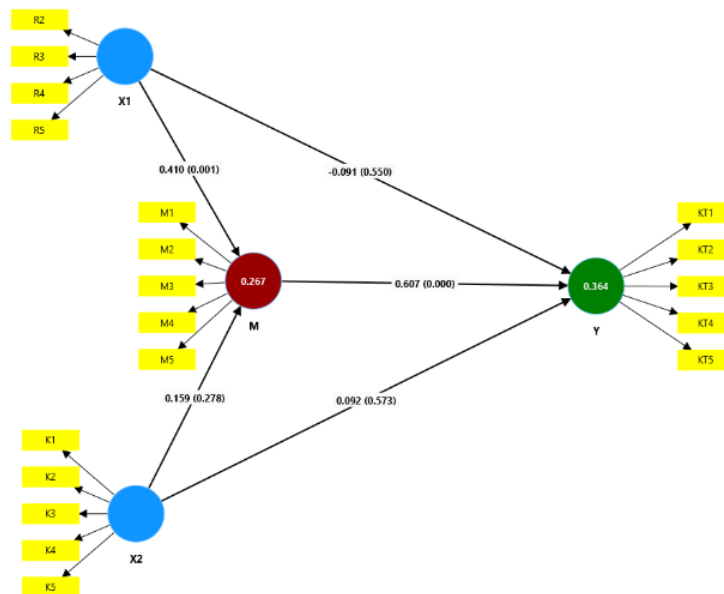 R2
R3
R4
R5
X1
0.410 (0.001)
-0.091 (0.550)
M1
M2
M3
M4
M5
0.267
M
0.607 (0.000)
KT1
KT2
KT3
KT4
KT5
0.364
Y
0.159 (0.278)
0.092 (0.573)
K1
K2
K3
K4
K5
X2